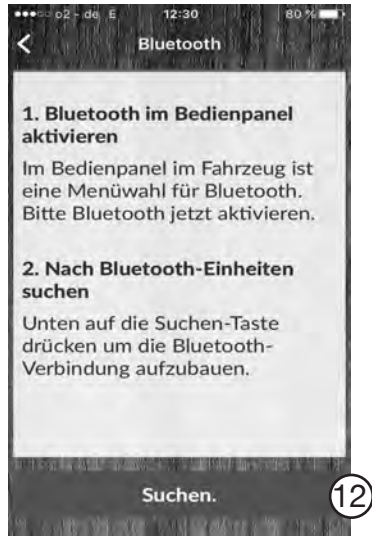 o2 - de E 12:30 80 %
Bluetooth
1. Bluetooth im Bedienpanel
aktivieren
Im Bedienpanel im Fahrzeug ist
eine Menüwahl für Bluetooth.
Bitte Bluetooth jetzt aktivieren.
2. Nach Bluetooth-Einheiten
suchen
Unten auf die Suchen-Taste
drücken um die Bluetooth-
Verbindung aufzubauen.
Suchen.
12